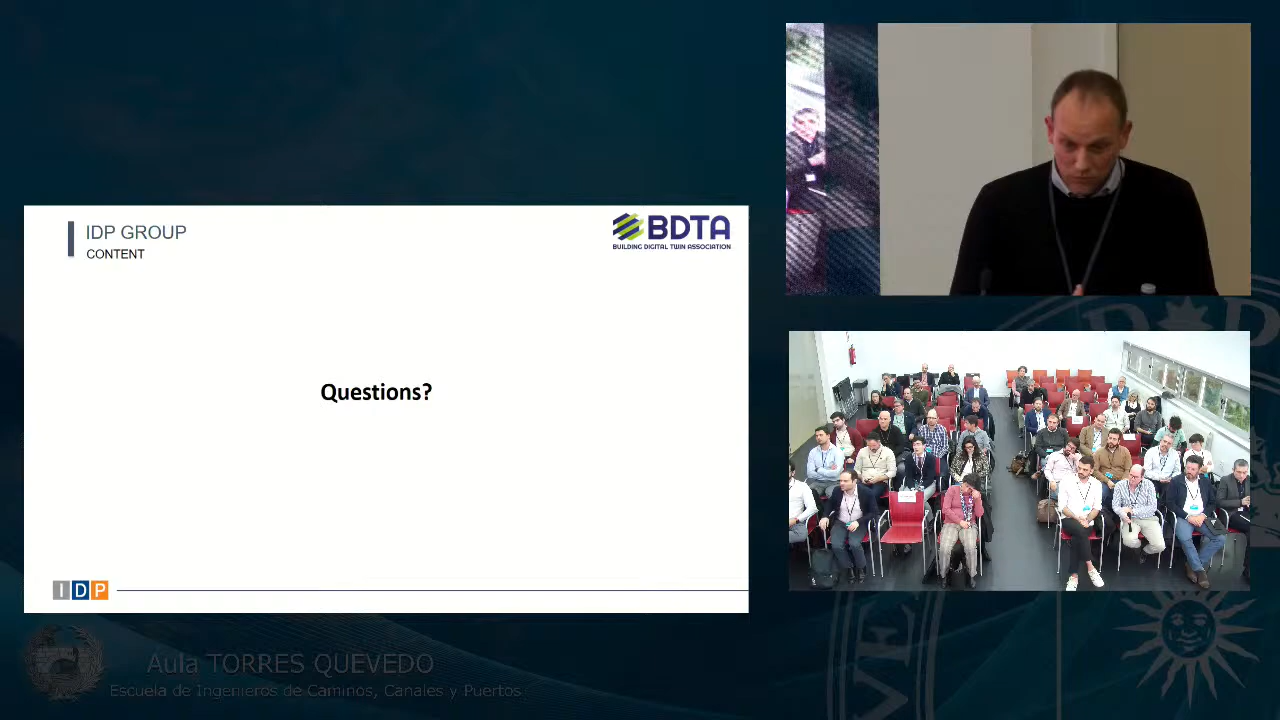 IDP GROUP
CONTENT
BDTA
BUILDING DIGITAL TWIN ASSOCIATION
Questions?
IDP
Aula TORRES QUEVEDO
Escuela de Ingenieros de Caminos, Canales y Puertos